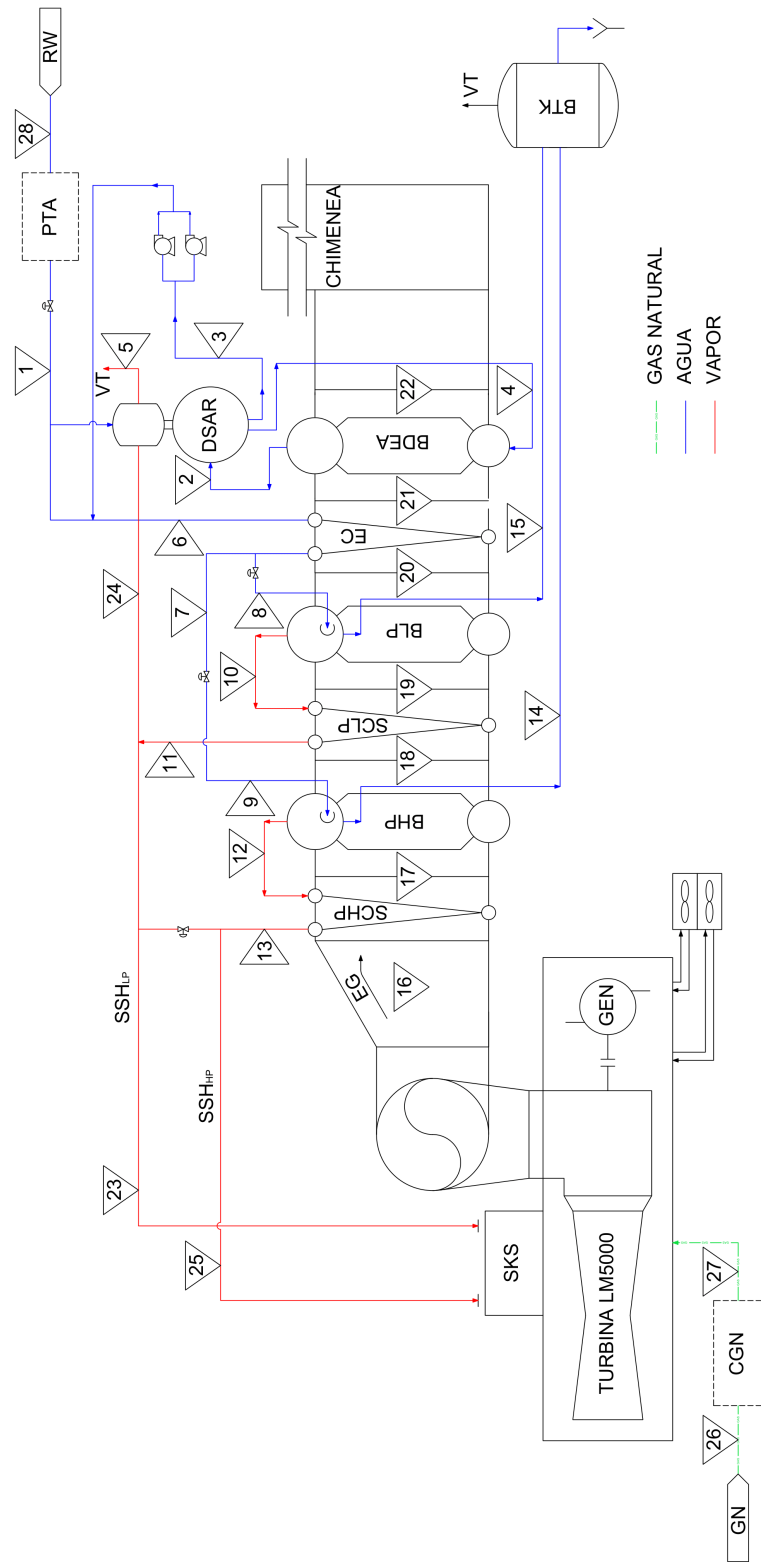 RW
28
PTA
1
5
VT
3
DSAR
2
CHIMENEA
VT
BTK
22
4
BDEA
6
21
EC
15
24
7
8
20
BLP
10
19
SCLP
11
18
14
9
BHP
12
17
SCHP
13
EG
16
SSHLP
SSHHP
GEN
23
25
SKS
TURBINA LM5000
27
CGN
26
GN
GAS NATURAL
AGUA
VAPOR